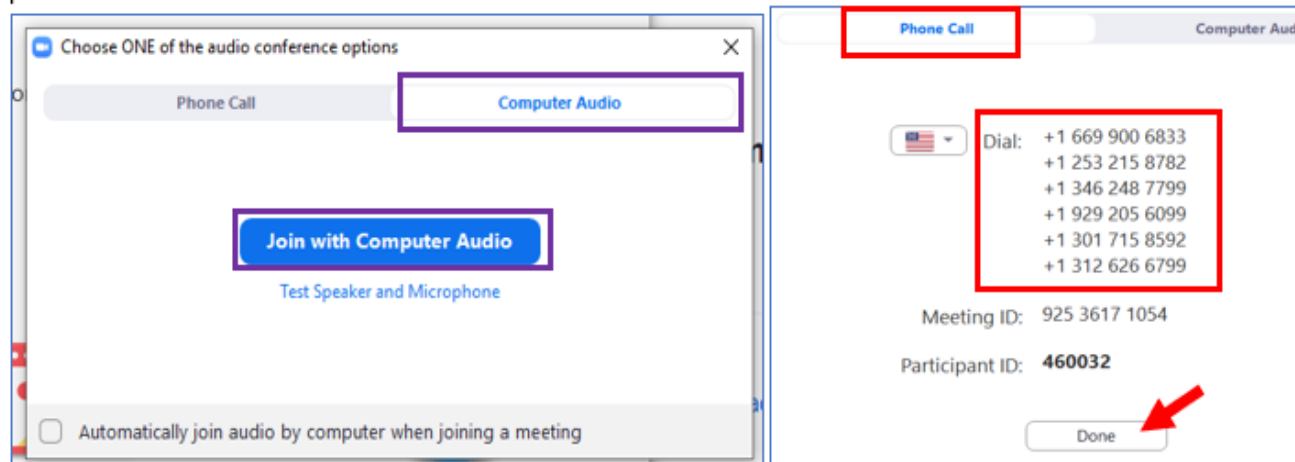 Choose ONE of the audio conference options
Phone Call
Computer Audio
Join with Computer Audio
Test Speaker and Microphone
Automatically join audio by computer when joining a meeting
Phone Call
Computer Aud
Dial:
+1 669 900 6833
+1 253 215 8782
+1 346 248 7799
+1 929 205 6099
+1 301 715 8592
+1 312 626 6799
Meeting ID: 925 3617 1054
Participant ID: 460032
Done